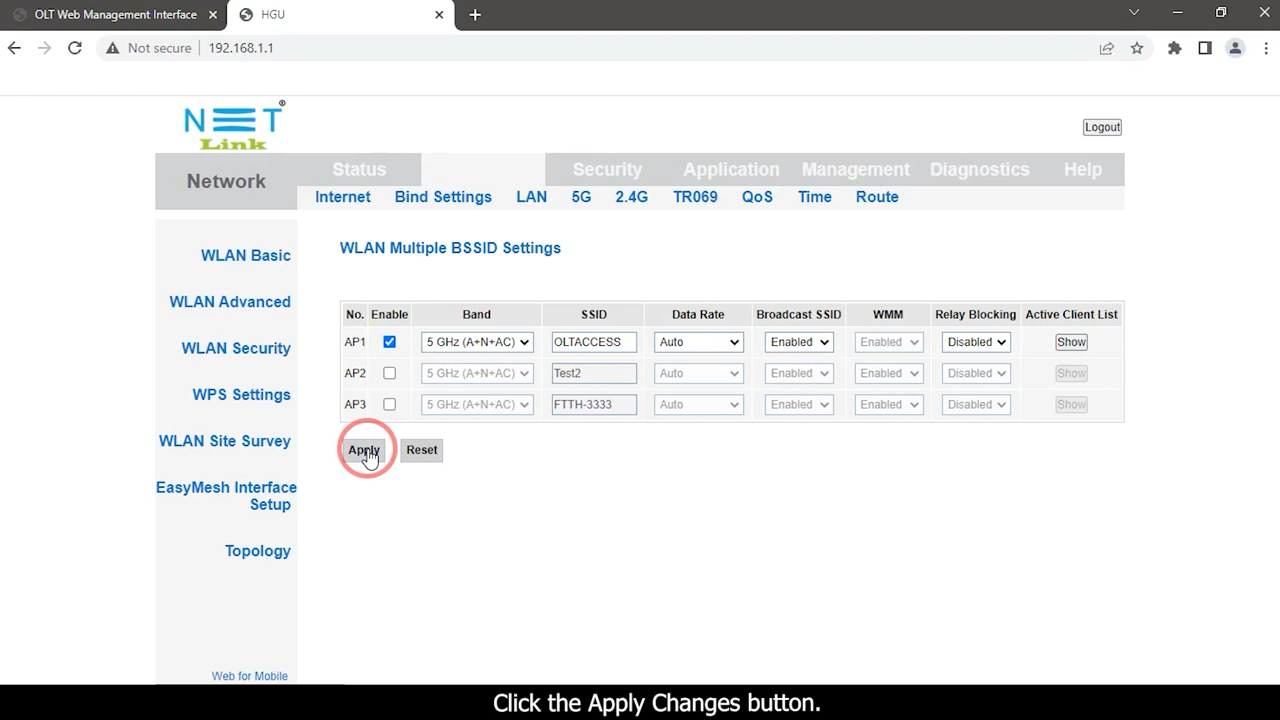 OLT Web Management Interface
HGU
Not secure
192.168.1.1
NET®
Link
Logout
Network
Status
Security
Application
Management
Diagnostics
Help
Internet
Bind Settings
LAN
5G
2.4G
TR069
QoS
Time
Route
WLAN Basic
WLAN Advanced
WLAN Security
WPS Settings
WLAN Site Survey
EasyMesh Interface
Setup
Topology
Web for Mobile
WLAN Multiple BSSID Settings
No. Enable Band SSID Data Rate Broadcast SSID WMM Relay Blocking Active Client List
AP1 5 GHz (A+N+AC) OLTACCESS Auto Enabled Enabled Disabled Show
AP2 5 GHz (A+N+AC) Test2 Auto Enabled Enabled Disabled Show
AP3 5 GHz (A+N+AC) FTTH-3333 Auto Enabled Enabled Disabled Show
Apply
Reset
Click the Apply Changes button.